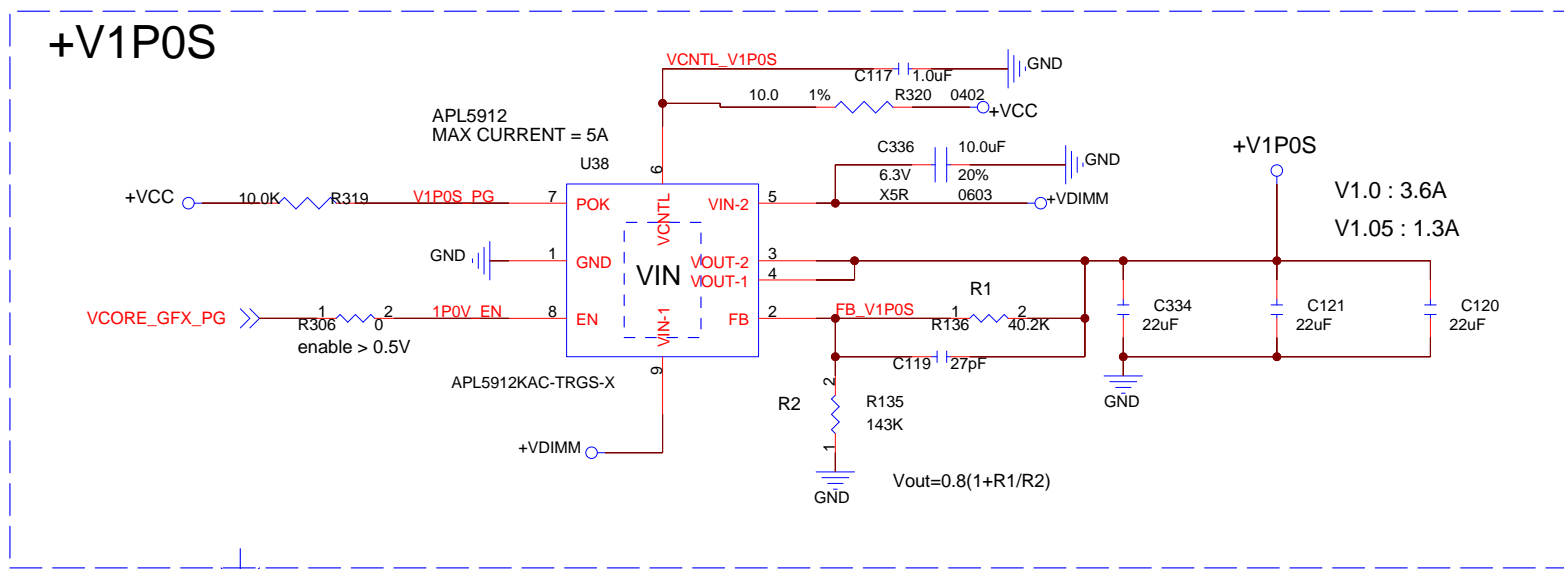 +V1P0S
VCNTL_V1P0S
C117
1.0uF
GND
10.0
1%
R320
0402
+VCC
APL5912
MAX CURRENT = 5A
U38
6
C336
10.0uF
GND
6.3V
20%
X5R
0603
+VDIMM
+V1P0S
V1.0 : 3.6A
V1.05 : 1.3A
+VCC
10.0K
R319
V1P0S_PG
7
POK
VCNTL
VIN-2
5
GND
1
GND
VIN
VOUT-2
3
VOUT-1
4
VCORE_GFX_PG
1
2
R306
0
1P0V_EN
8
EN
VIN-1
FB
2
FB_V1P0S
R1
1
2
R136
40.2K
enable > 0.5V
C119
27pF
C334
22uF
C121
22uF
C120
22uF
GND
APL5912KAC-TRGS-X
9
R2
2
R135
143K
1
+VDIMM
GND
Vout=0.8(1+R1/R2)